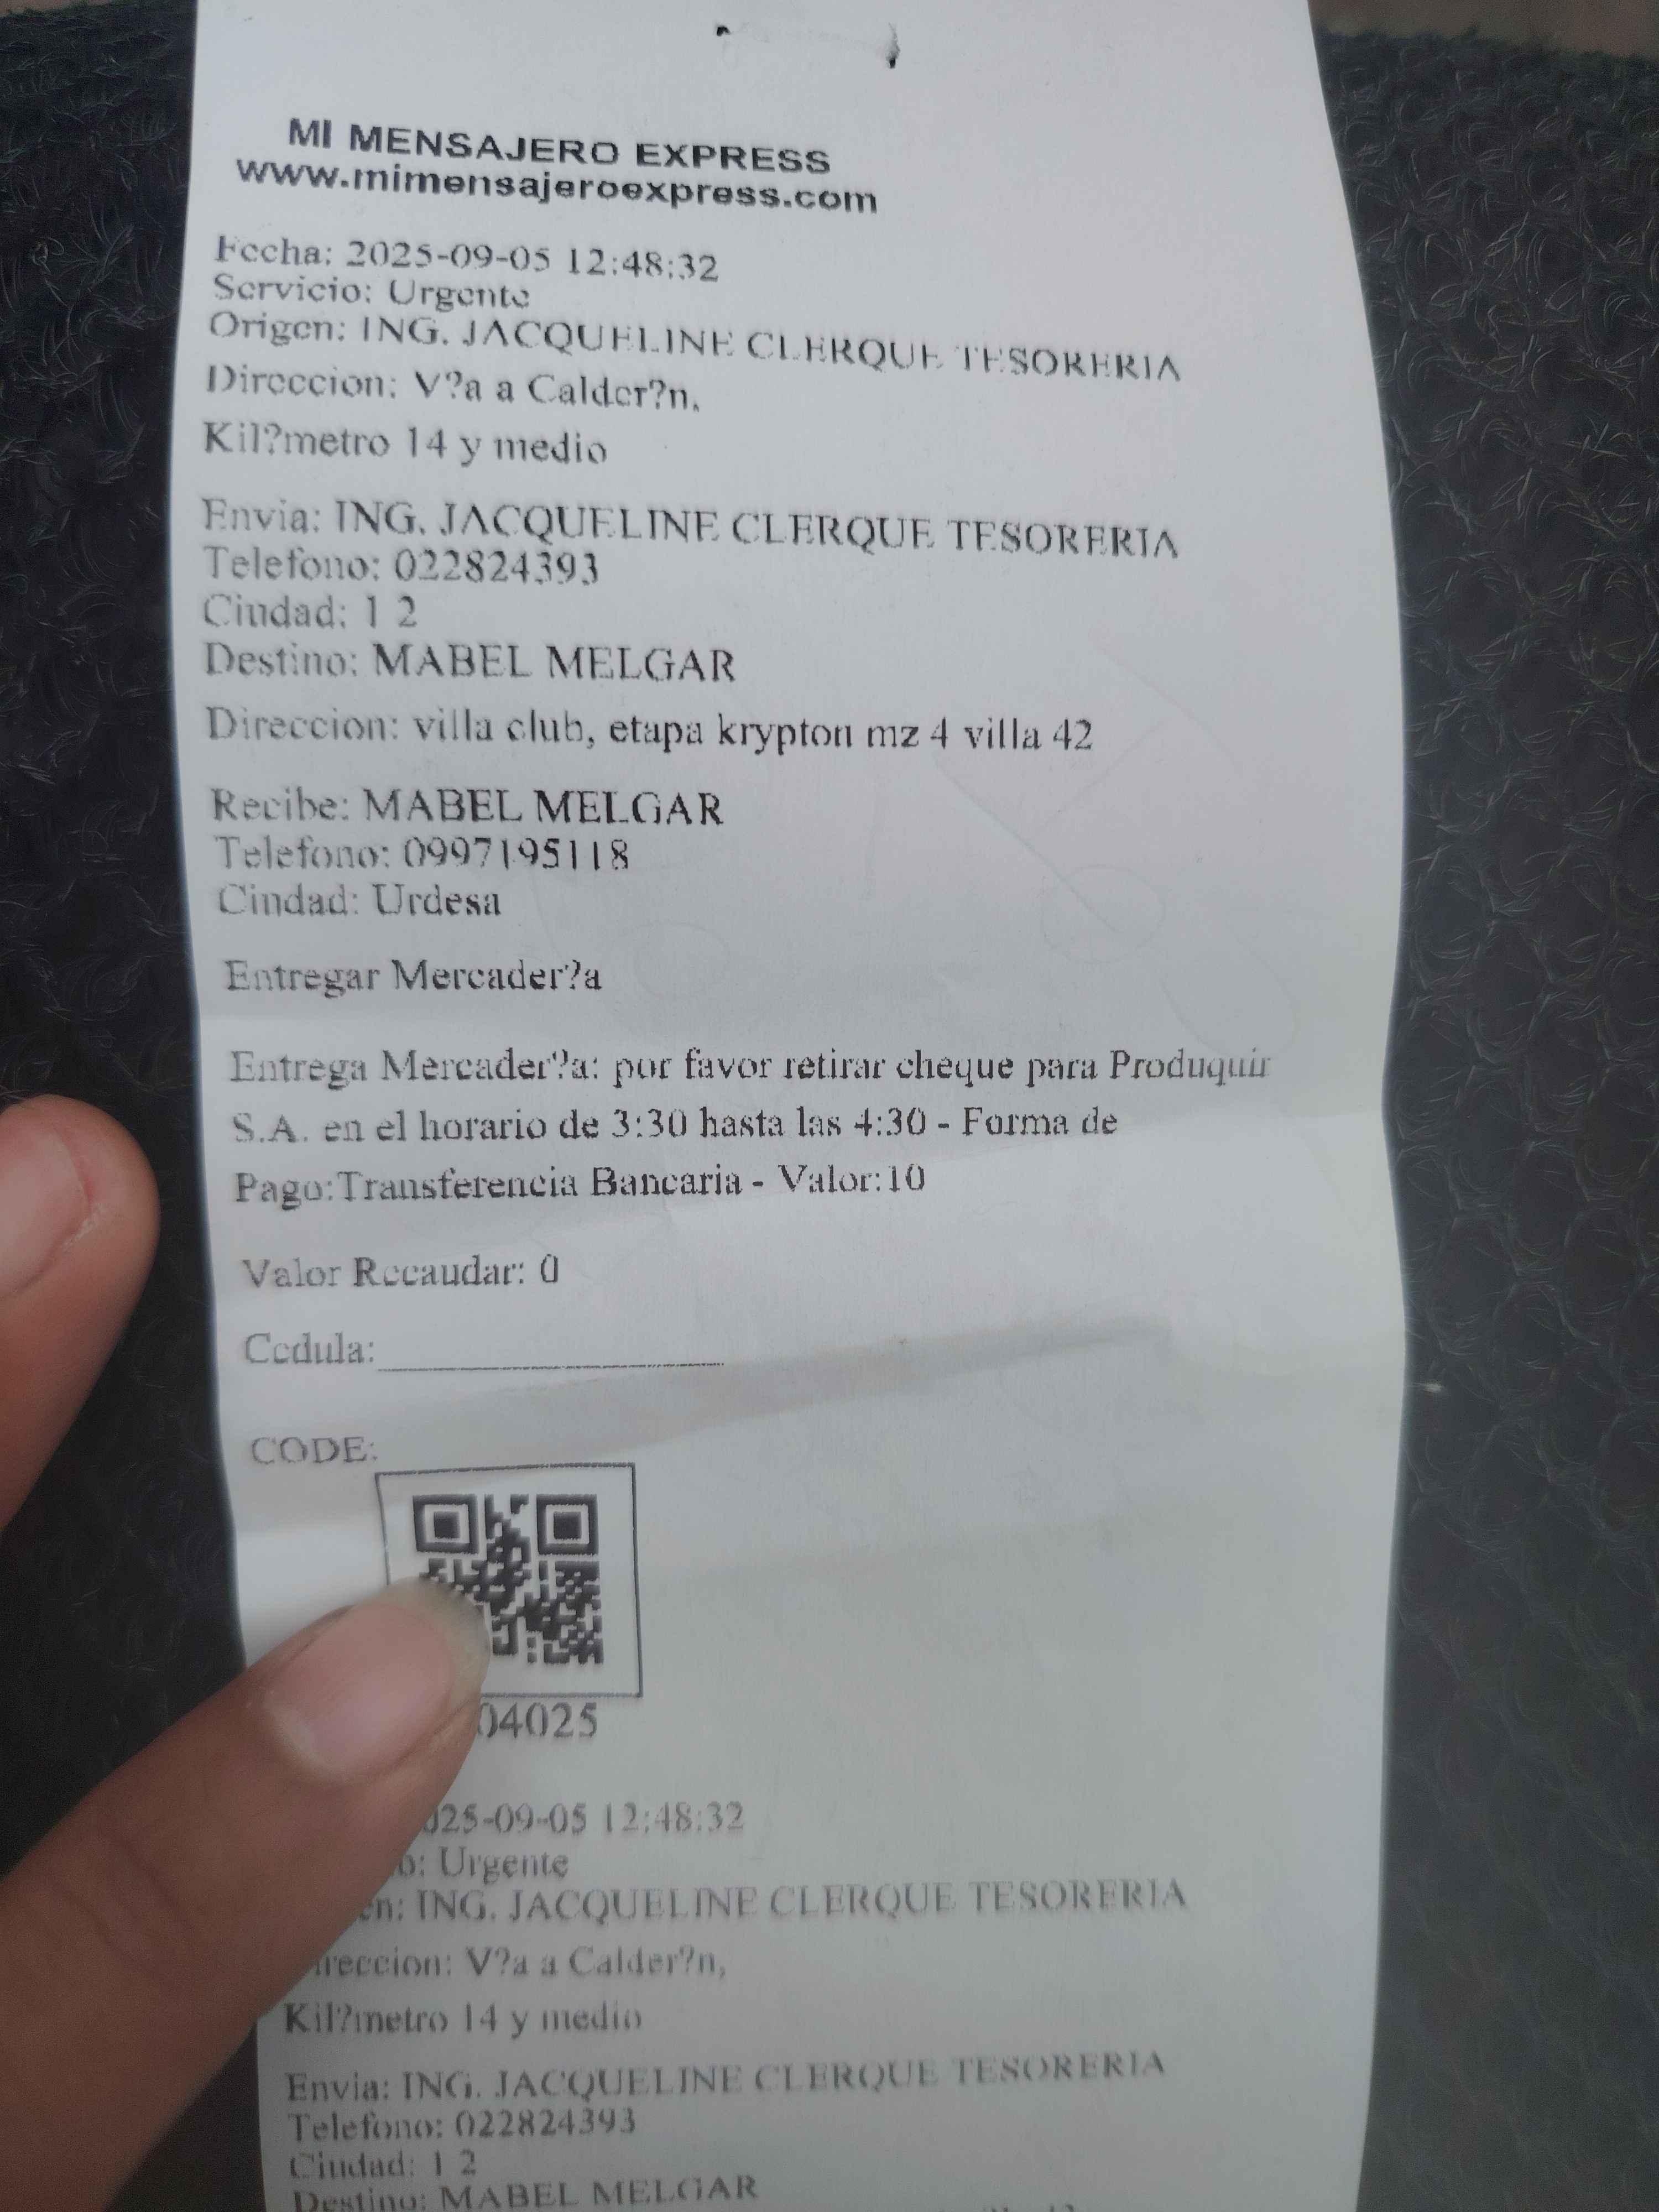 MI MENSAJERO EXPRESS
www.mimensajeroexpress.com
Fecha: 2025-09-05 12:48:32
Servicio: Urgente
Origen: ING. JACQUELINE CLERQUE TESORERIA
Direccion: V?a a Calder?n,
Kil?metro 14 y medio
Envia: ING. JACQUELINE CLERQUE TESORERIA
Telefono: 022824393
Ciudad: 1 2
Destino: MABEL MELGAR
Direccion: villa club, etapa krypton mz 4 villa 42
Recibe: MABEL MELGAR
Telefono: 0997195118
Ciudad: Urdesa
Entregar Mercader?a
Entrega Mercader?a: por favor retirar cheque para Produquir
S.A. en el horario de 3:30 hasta las 4:30 - Forma de
Pago:Transferencia Bancaria - Valor:10
Valor Recaudar: 0
Cedula:
CODE:
04025
025-09-05 12:48:32
o: Urgente
en: ING. JACQUELINE CLERQUE TESORERIA
ireccion: V?a a Calder?n,
Kil?metro 14 y medio
Envia: ING. JACQUELINE CLERQUE TESORERIA
Telefono: 022824393
Ciudad: 1 2
Destino: MABEL MELGAR